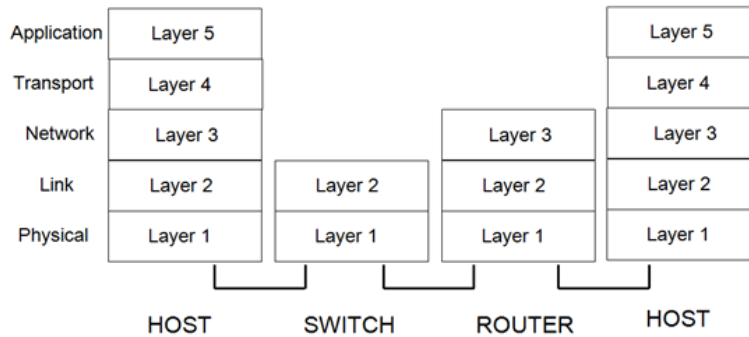 Application Layer 5 Layer 5
Transport Layer 4 Layer 4
Network Layer 3 Layer 3 Layer 3
Link Layer 2 Layer 2 Layer 2 Layer 2
Physical Layer 1 Layer 1 Layer 1 Layer 1
HOST SWITCH ROUTER HOST